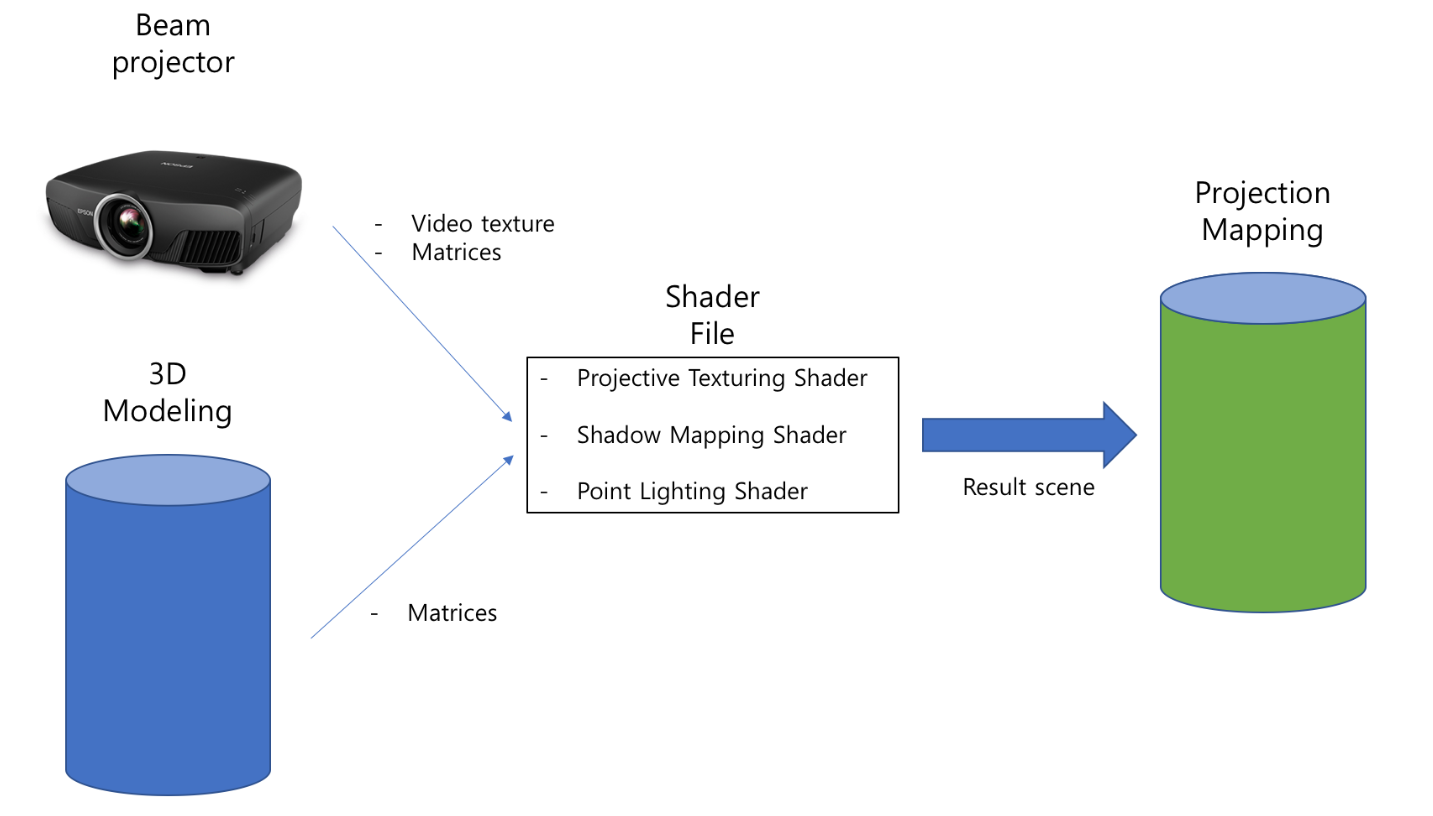 Beam
projector
EPSON
EPSON
- Video texture
- Matrices
Shader
File
- Projective Texturing Shader
- Shadow Mapping Shader
- Point Lighting Shader
3D
Modeling
- Matrices
Result scene
Projection
Mapping